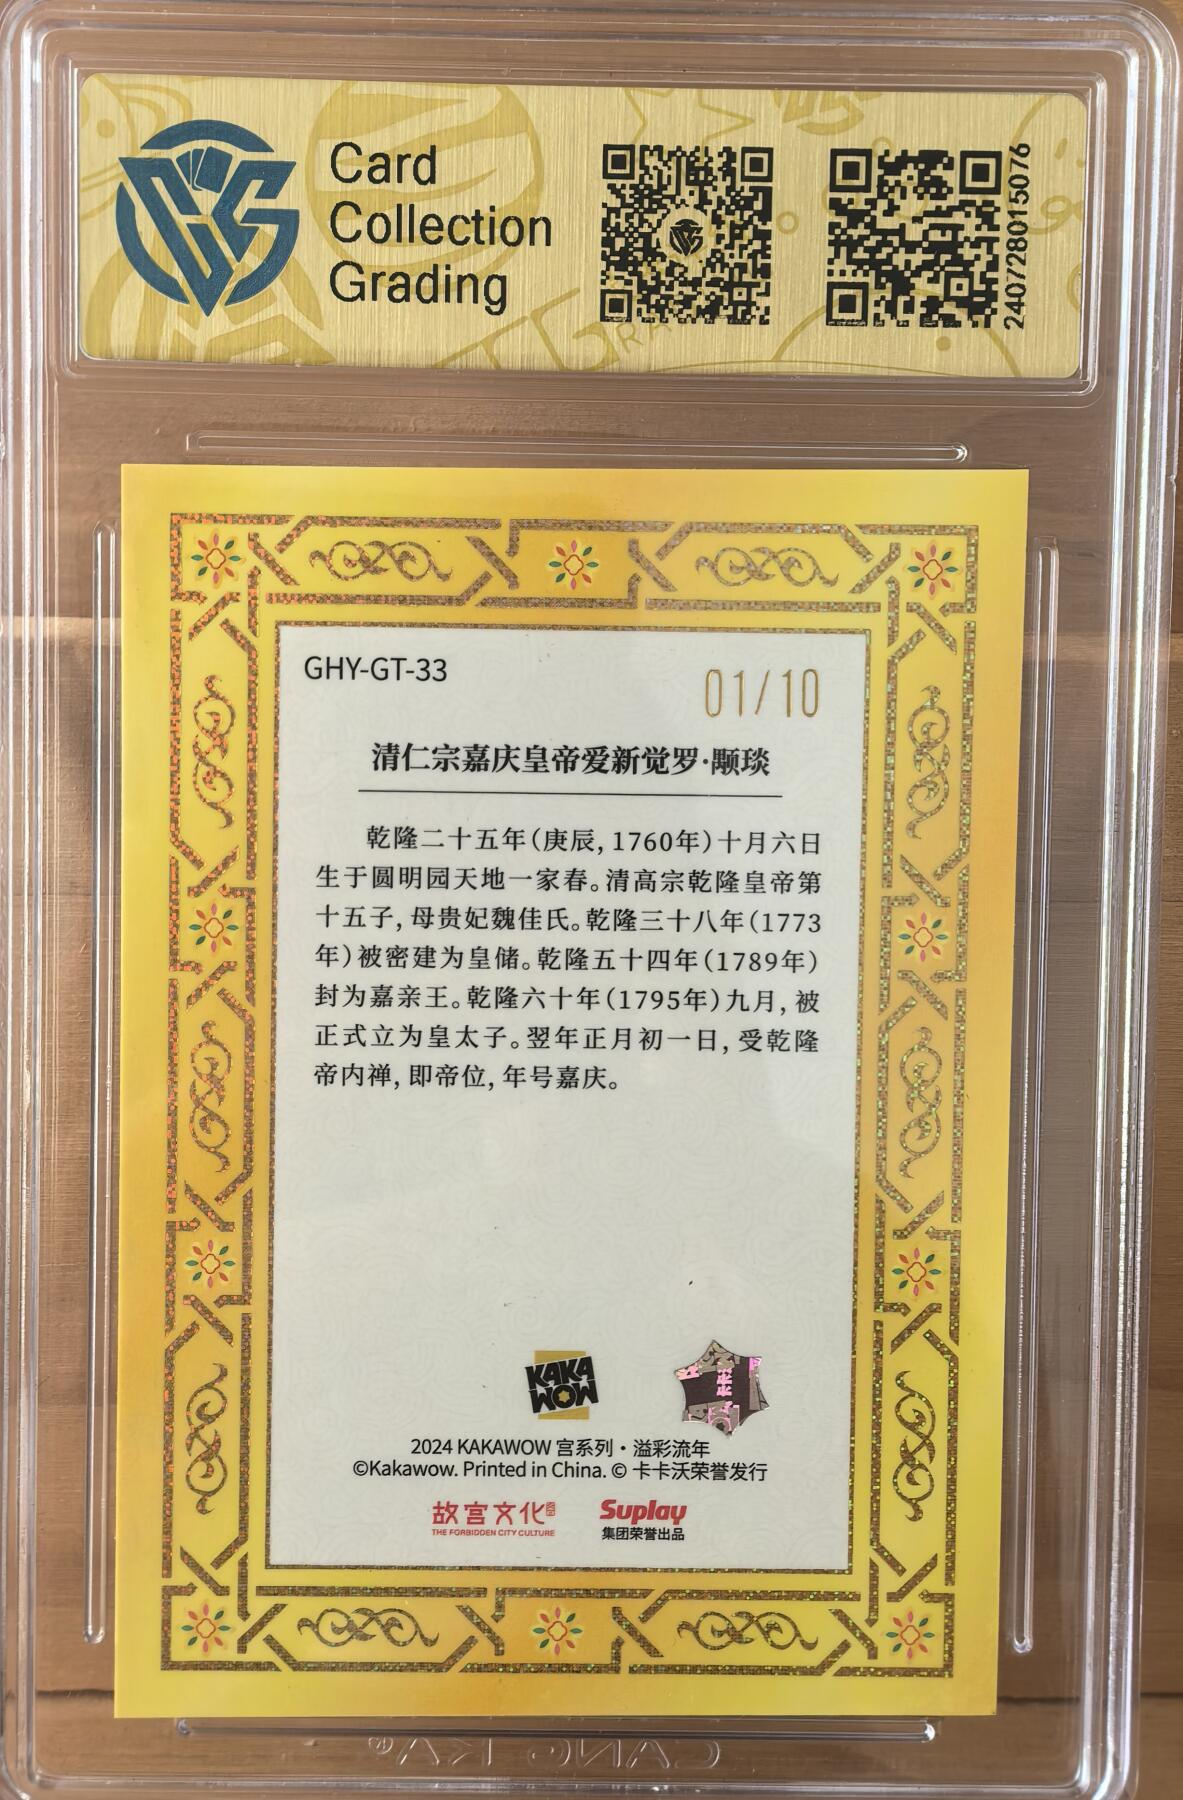 Card
Collection
Grading
240728015076
GHY-GT-33
01/10
清仁宗嘉庆皇帝爱新觉罗·颙琰
乾隆二十五年(庚辰,1760年)十月六日
生于圆明园天地一家春。清高宗乾隆皇帝第
十五子,母贵妃魏佳氏。乾隆三十八年(1773
年)被密建为皇储。乾隆五十四年(1789年)
封为嘉亲王。乾隆六十年(1795年)九月,被
正式立为皇太子。翌年正月初一日,受乾隆
帝内禅,即帝位,年号嘉庆。
KAKA
WOW
2024 KAKAWOW 宫系列·溢彩流年
©Kakawow. Printed in China. © 卡卡沃荣誉发行
故宫文化
THE FORBIDDEN CITY CULTURE
Suplay
集团荣誉出品